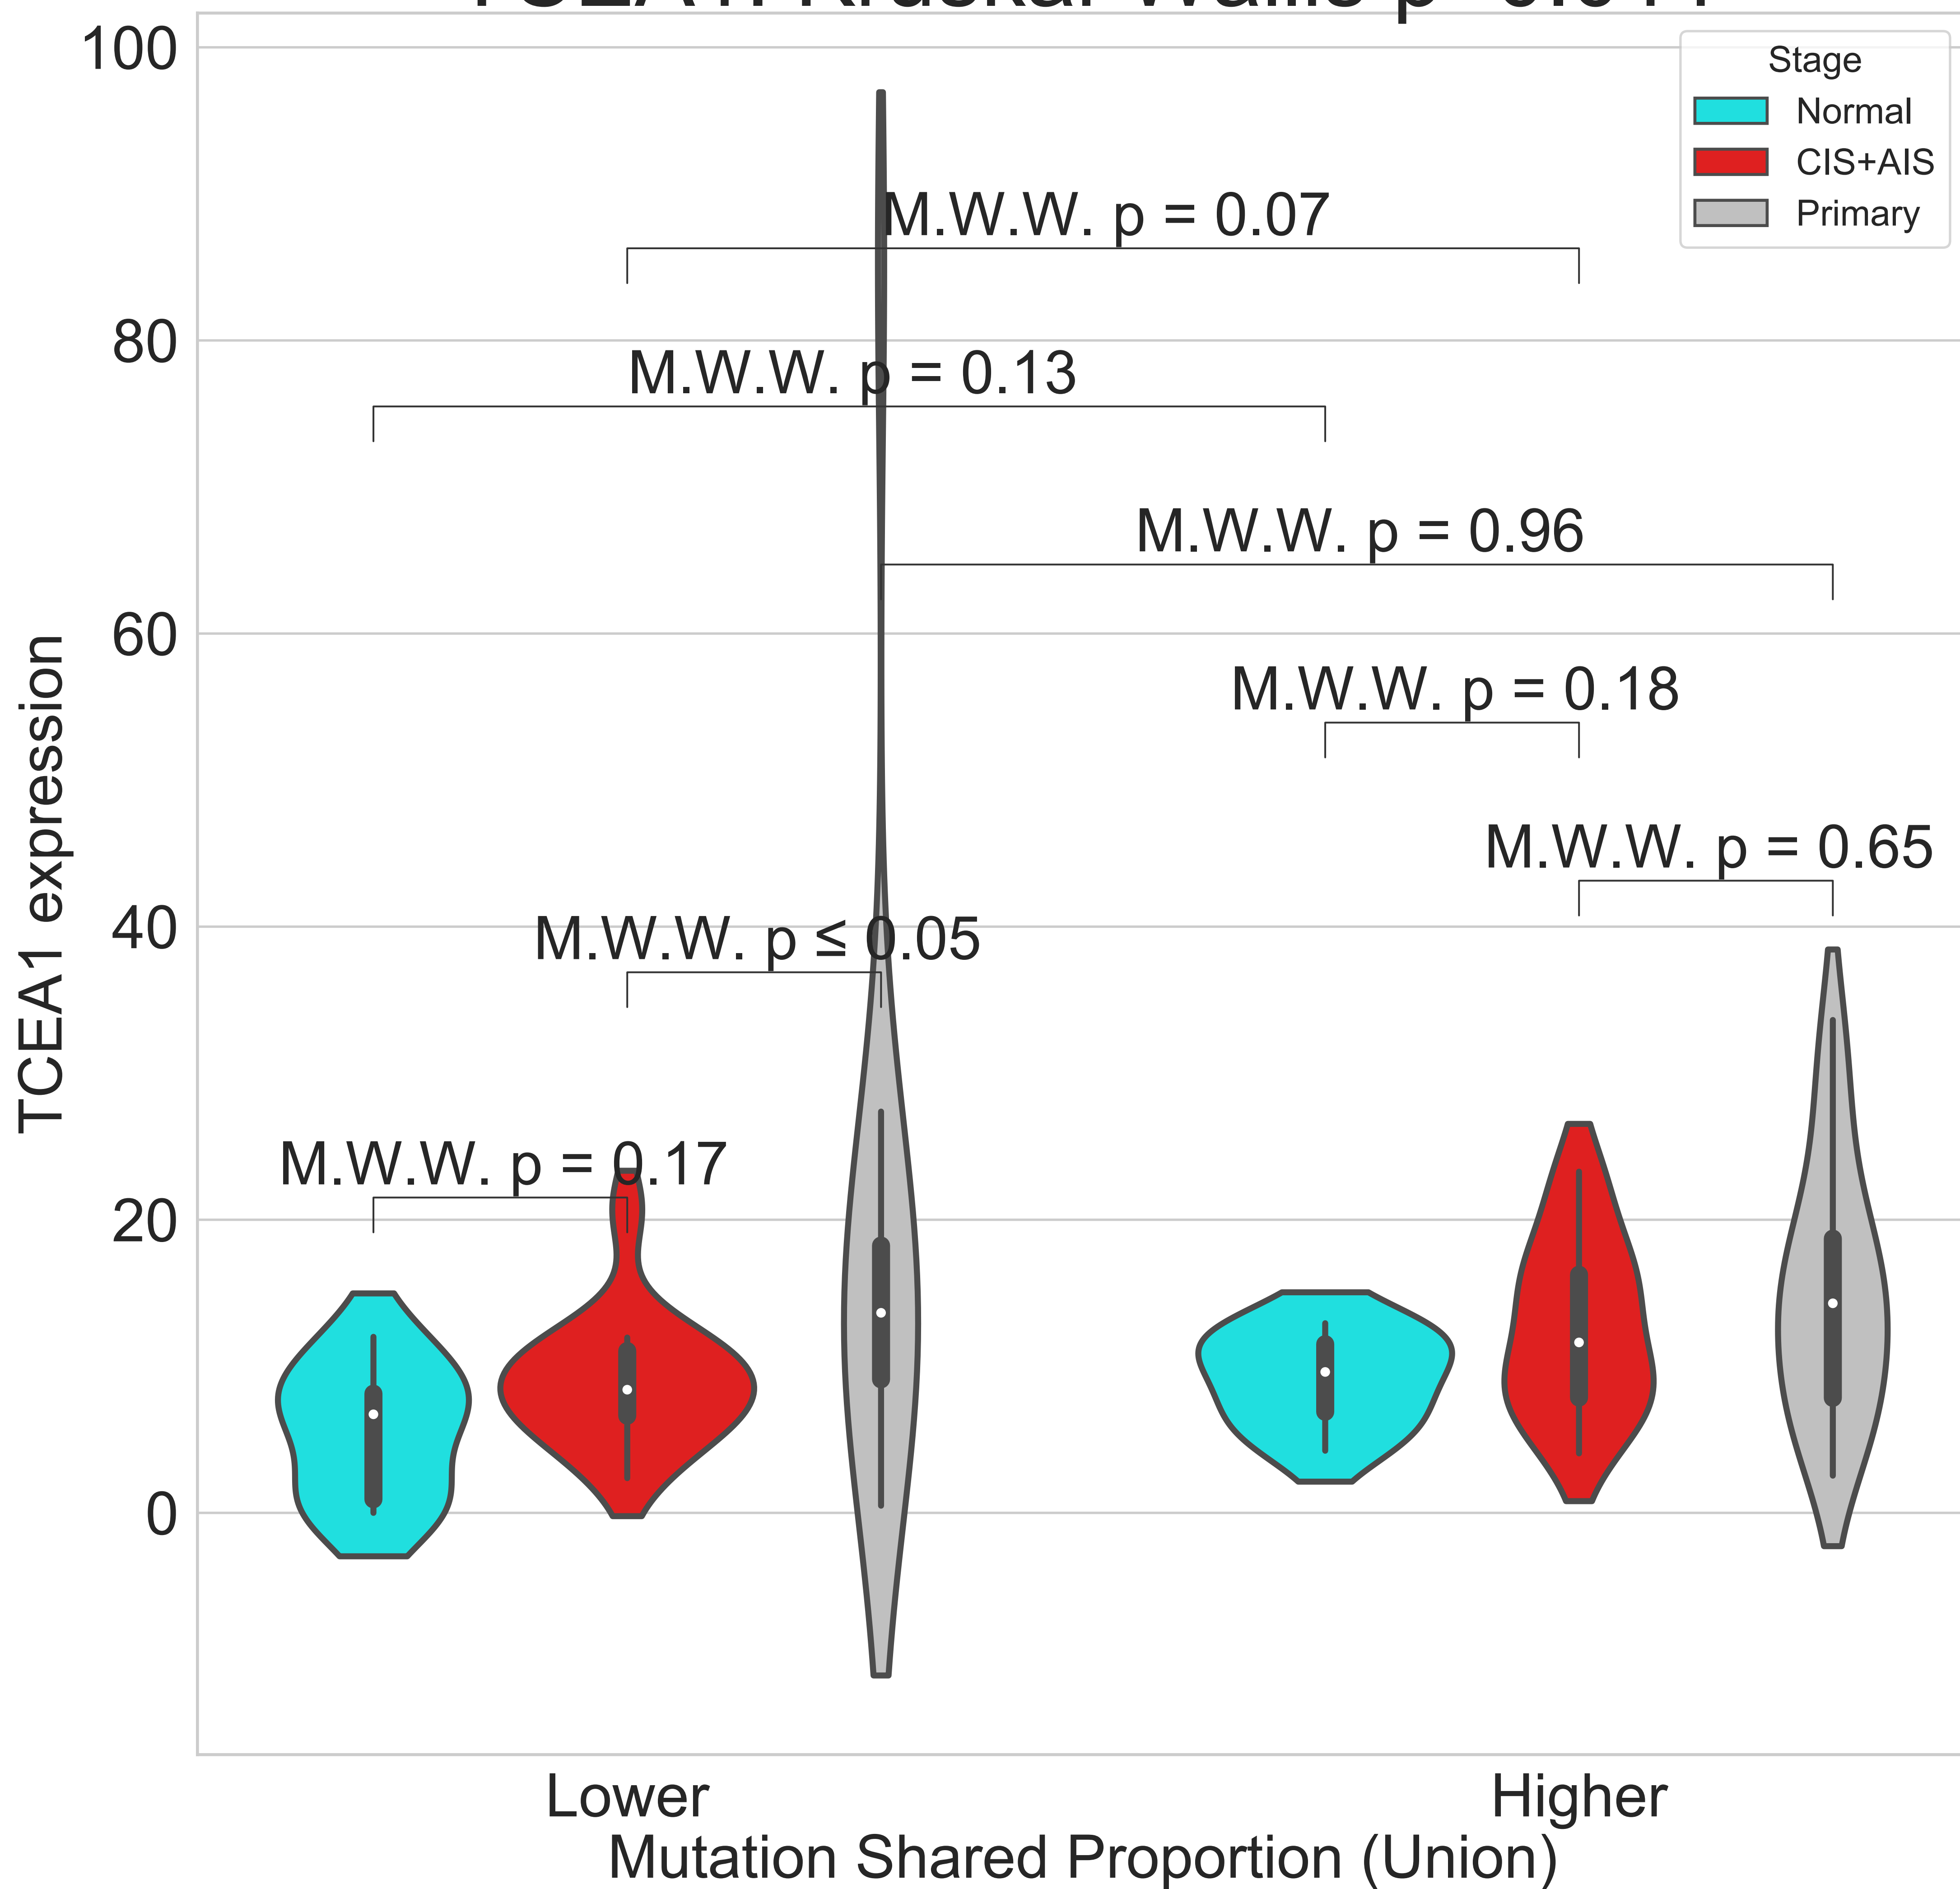 100
80
60
40
20
0
TCEA1 expression
Stage
Normal
CIS+AIS
Primary
M.W.W. p = 0.07
M.W.W. p = 0.13
M.W.W. p = 0.96
M.W.W. p = 0.18
M.W.W. p = 0.65
M.W.W. p ≤ 0.05
M.W.W. p = 0.17
Lower
Higher
Mutation Shared Proportion (Union)